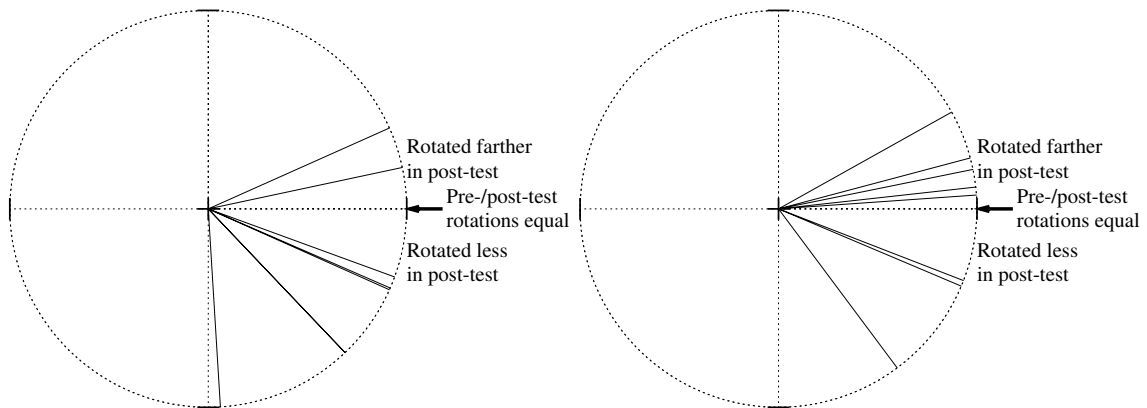 Rotated farther
in post-test
Pre-/post-test
rotations equal
Rotated less
in post-test
Rotated farther
in post-test
Pre-/post-test
rotations equal
Rotated less
in post-test